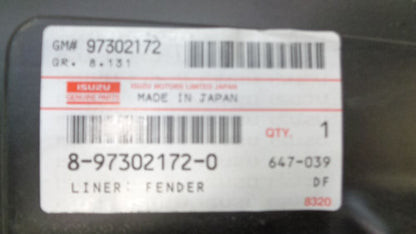 GM# 97302172
GR. 8.131
ISUZU
GENUINE PARTS
ISUZU MOTORS LIMITED JAPAN
MADE IN JAPAN
QTY. 1
8-97302172-0
647-039
LINER; FENDER
DF
8320